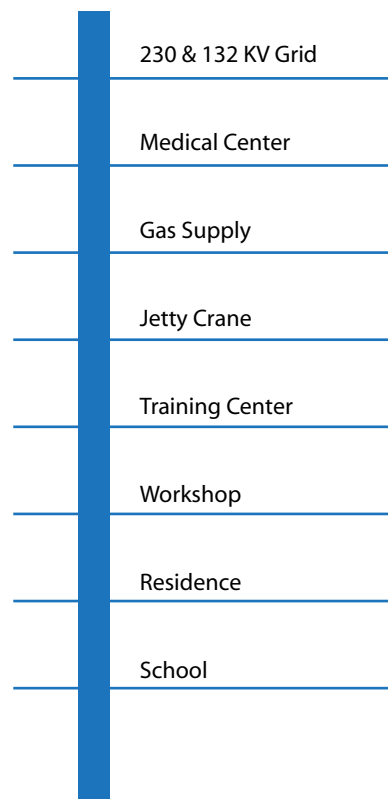 230 & 132 KV Grid
Medical Center
Gas Supply
Jetty Crane
Training Center
Workshop
Residence
School